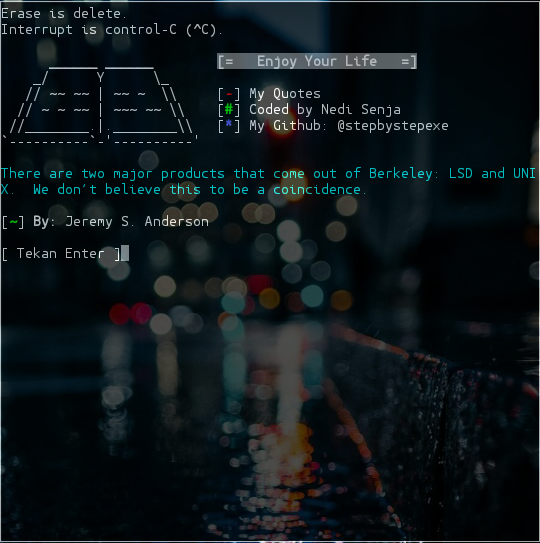 Erase is delete.
Interrupt is control-C (^C).
[=   Enjoy Your Life   =]
[-] My Quotes
[#] Coded by Nedi Senja
[*] My Github: @stepbystepexe
There are two major products that come out of Berkeley: LSD and UNI
X.  We don't believe this to be a coincidence.
[~] By: Jeremy S. Anderson
[ Tekan Enter ]